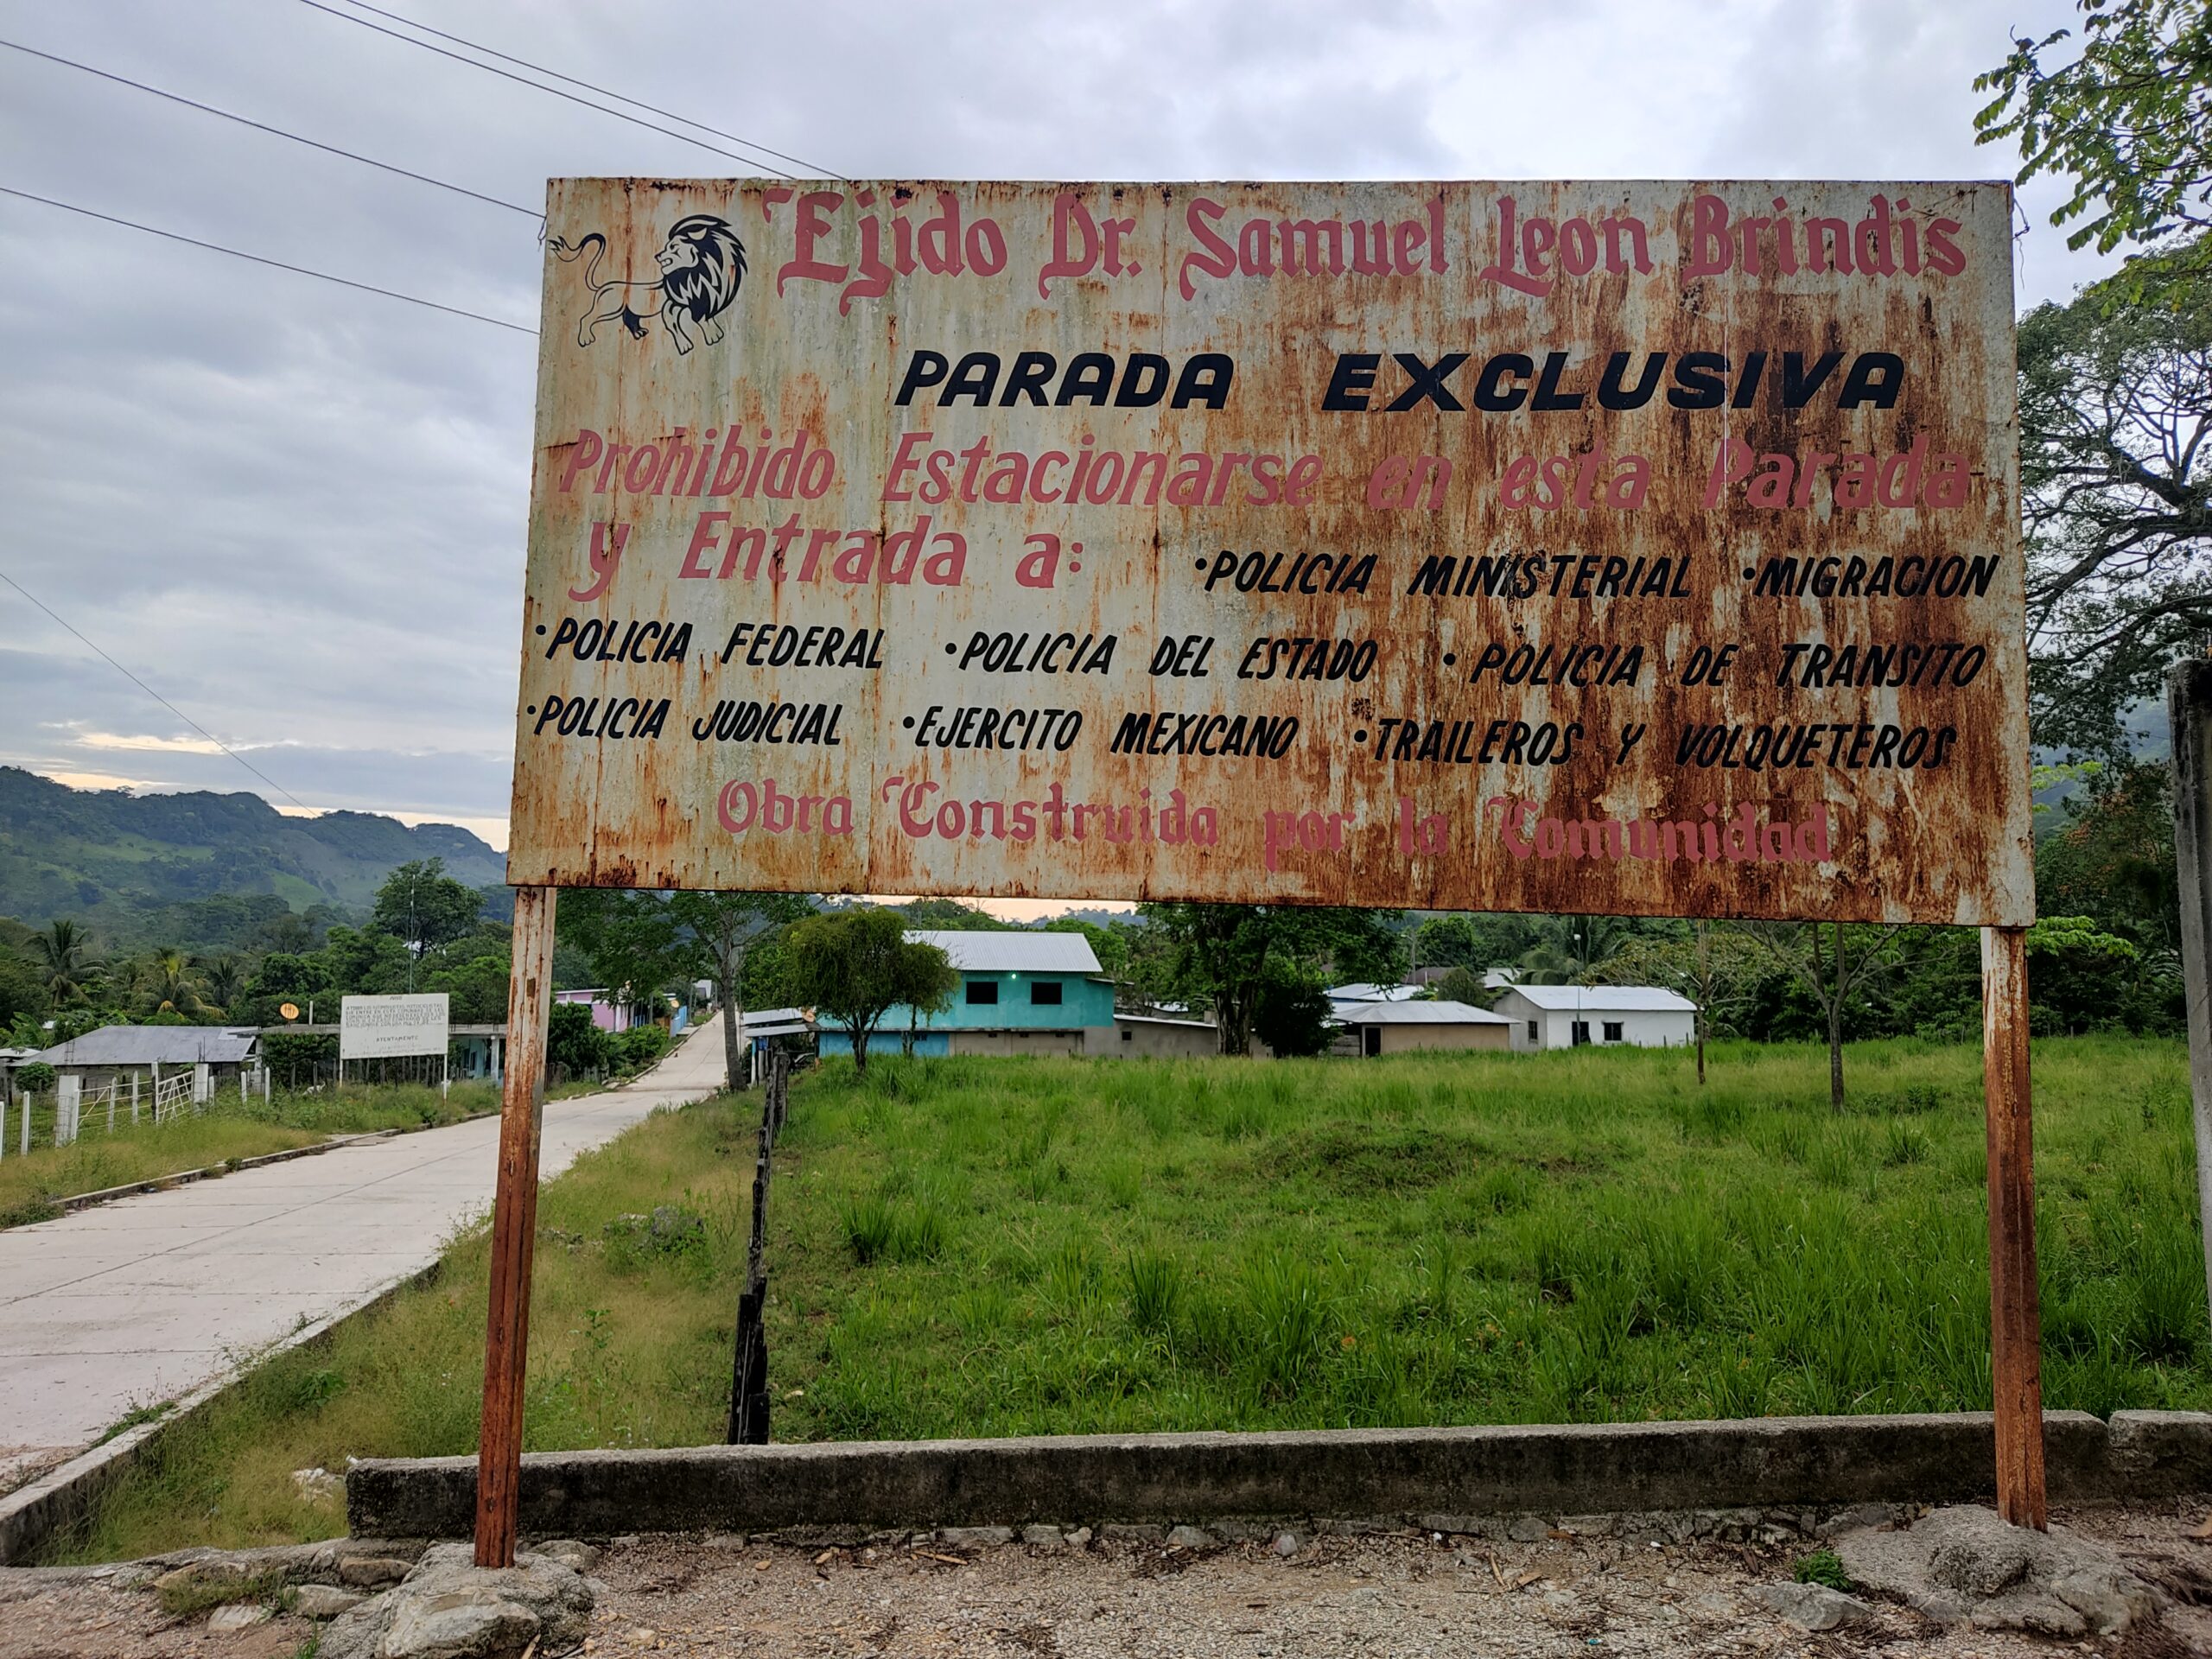 Ejido Dr. Samuel Leon Brindis
PARADA EXCLUSIVA
Prohibido Estacionarse en esta Parada
y Entrada a: •POLICIA MINISTERIAL •MIGRACION
•POLICIA FEDERAL •POLICIA DEL ESTADO •POLICIA DE TRANSITO
•POLICIA JUDICIAL •EJERCITO MEXICANO •TRAILEROS Y VOLQUETEROS
Obra Construida por la Comunidad